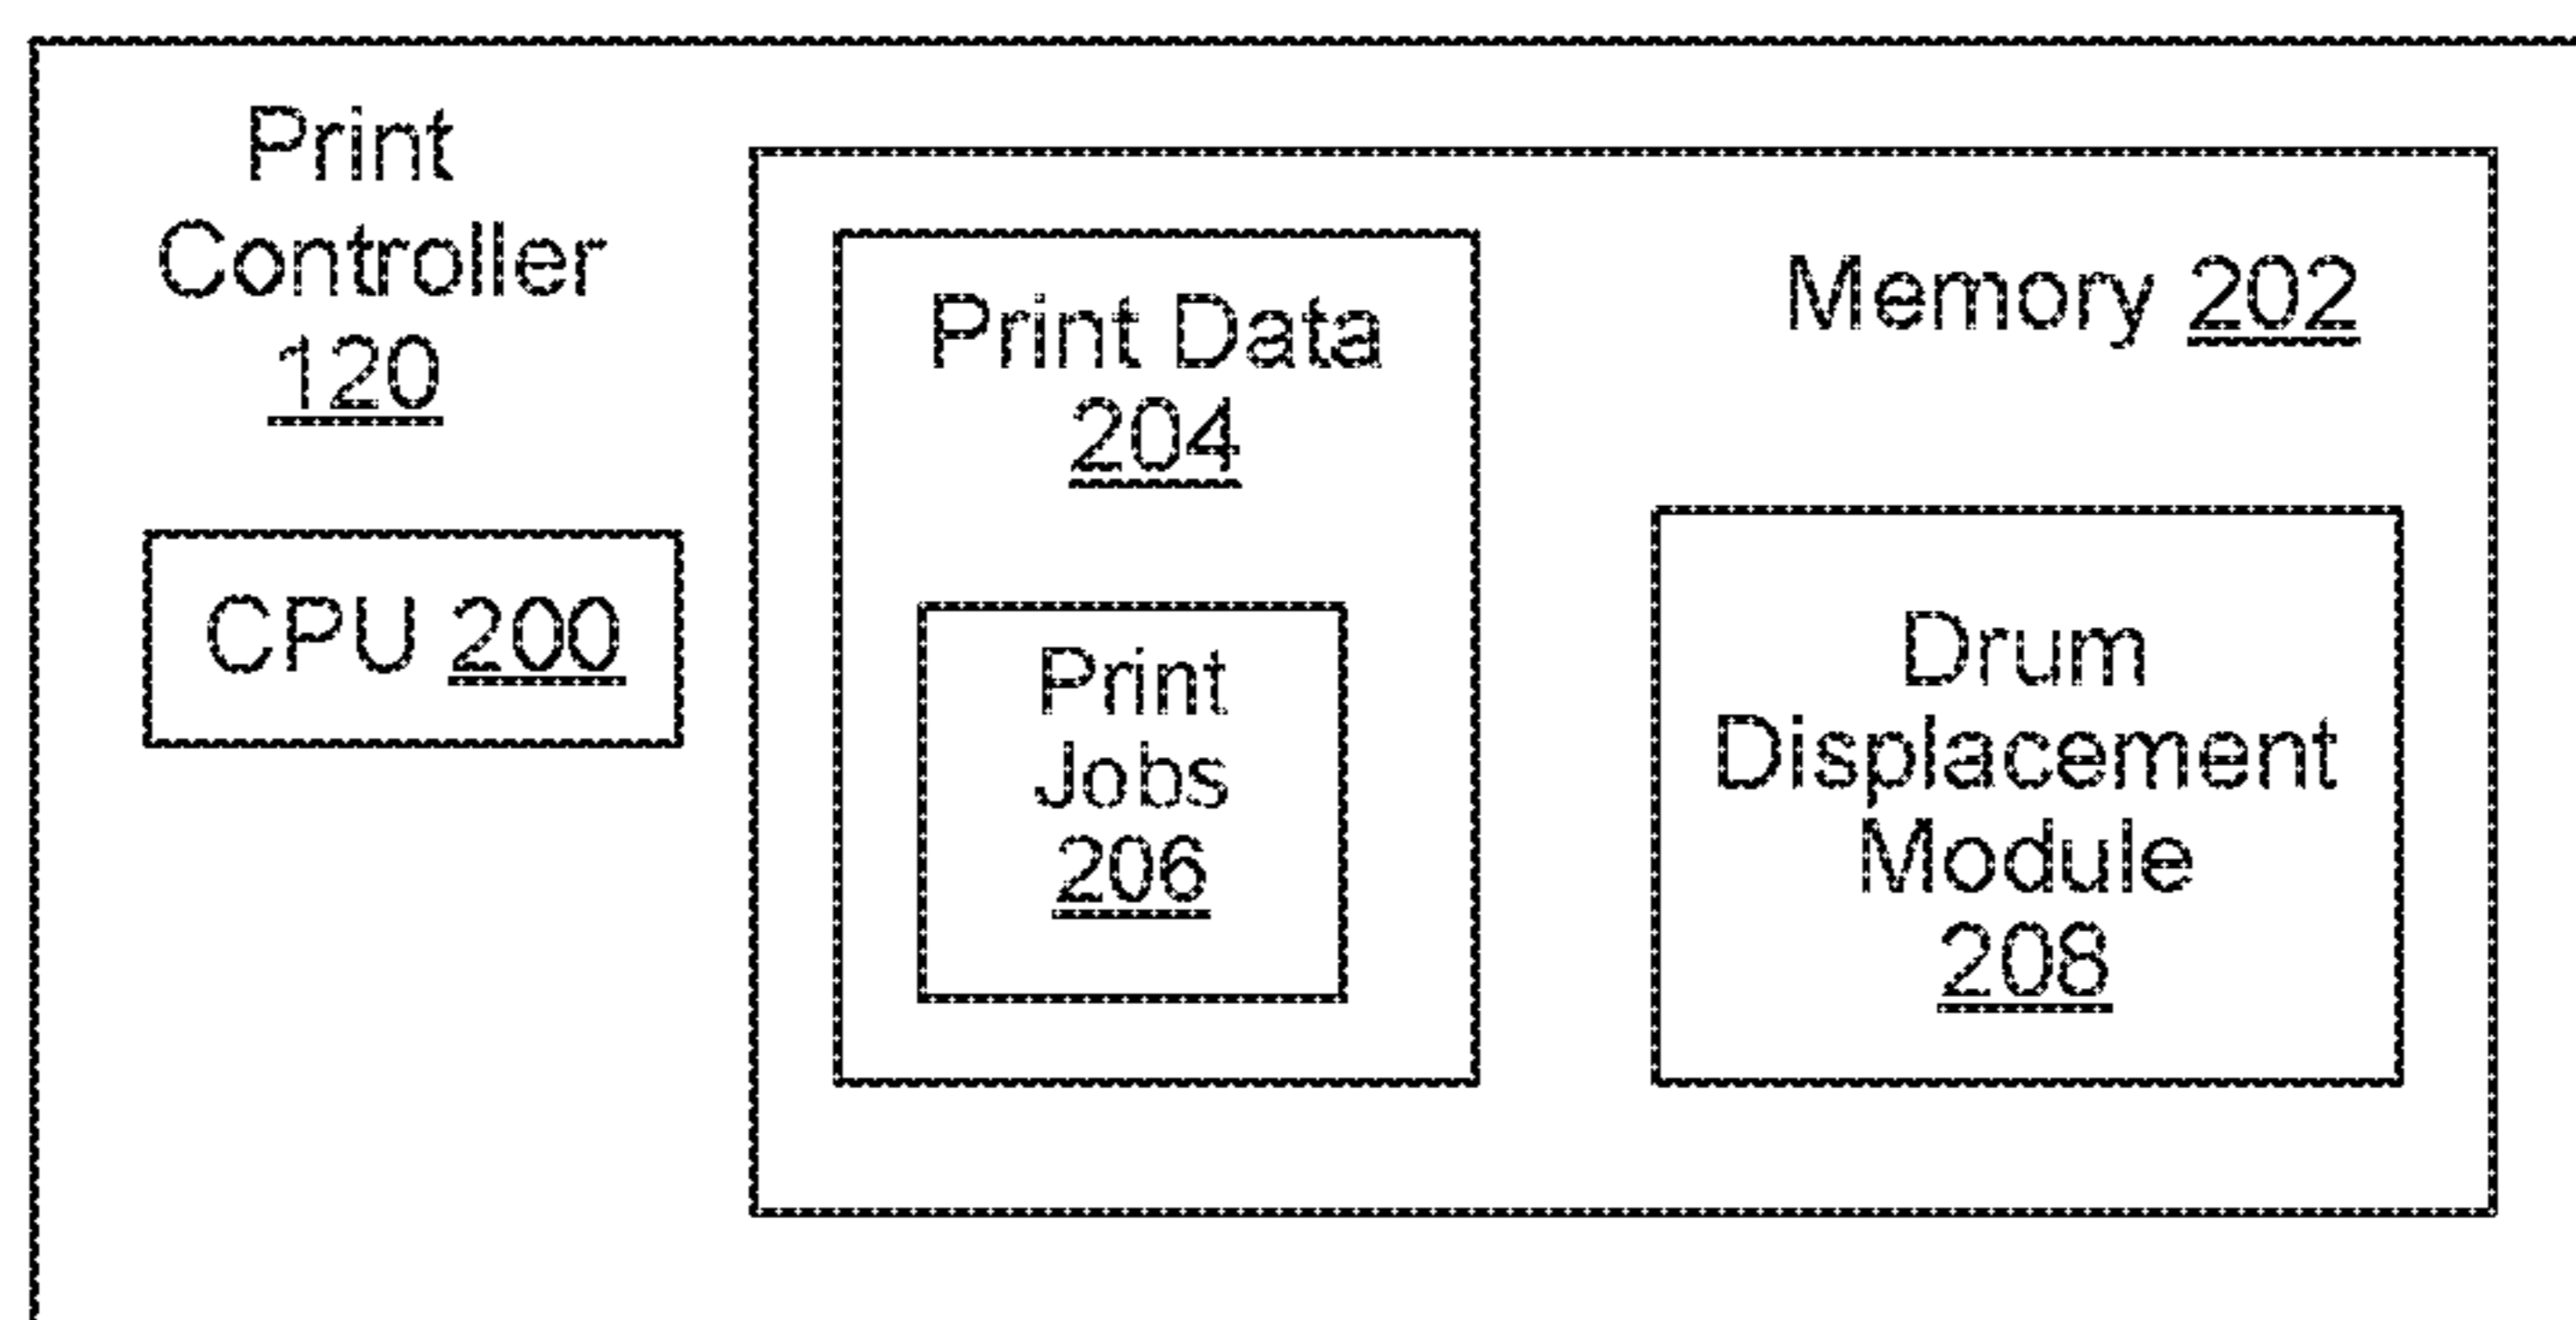 Print
Controller
120
CPU 200
Memory 202
Print Data
204
Print
Jobs
206
Drum
Displacement
Module
208